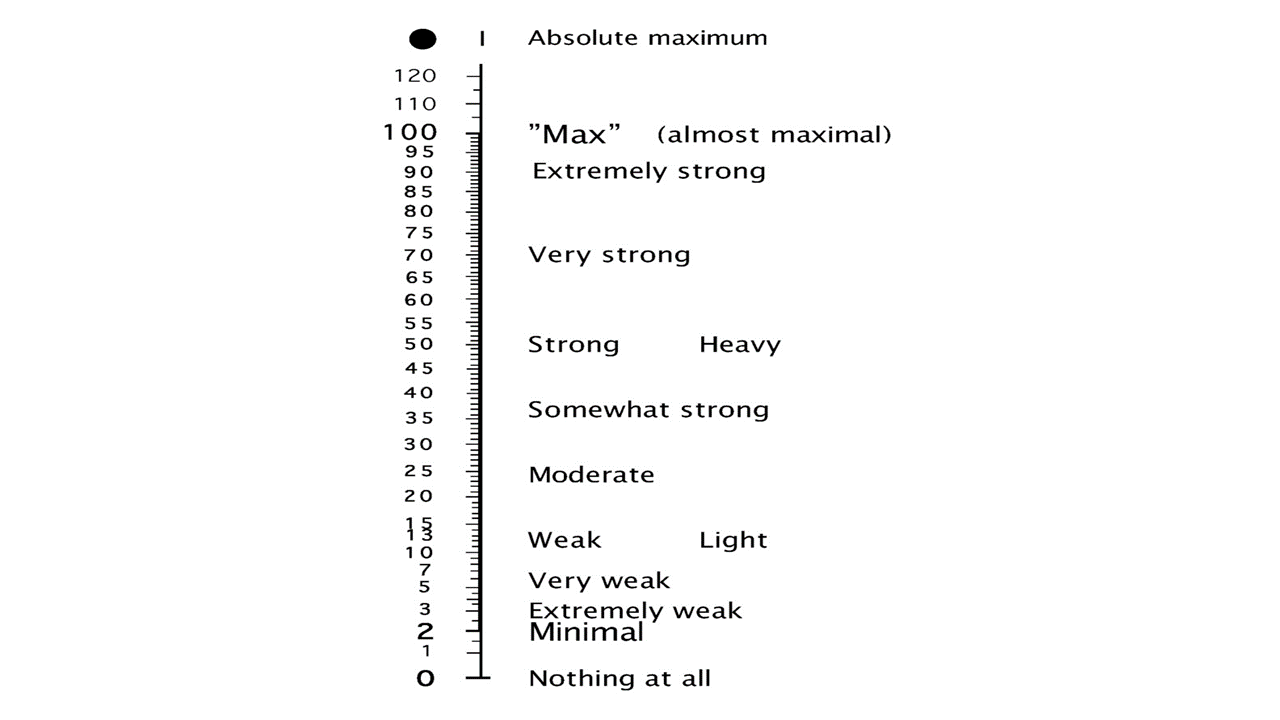 ● I Absolute maximum
120
110
100 ”Max” (almost maximal)
95
90 Extremely strong
85
80
75
70 Very strong
65
60
55
50 Strong Heavy
45
40
Somewhat strong
35
30
25 Moderate
20
15
13 Weak Light
10
7
Very weak
5
3 Extremely weak
2 Minimal
1
0 Nothing at all